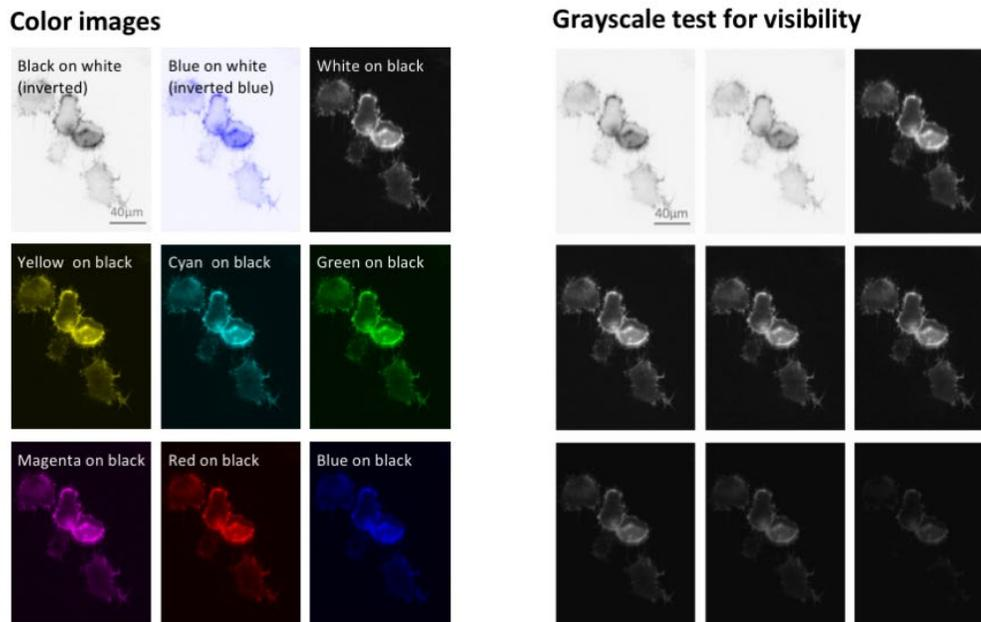 Color images
Grayscale test for visibility
Black on white
(inverted)
Blue on white
(inverted blue)
White on black
40µm
40µm
Yellow  on black
Cyan  on black
Green on black
Magenta on black
Red on black
Blue on black